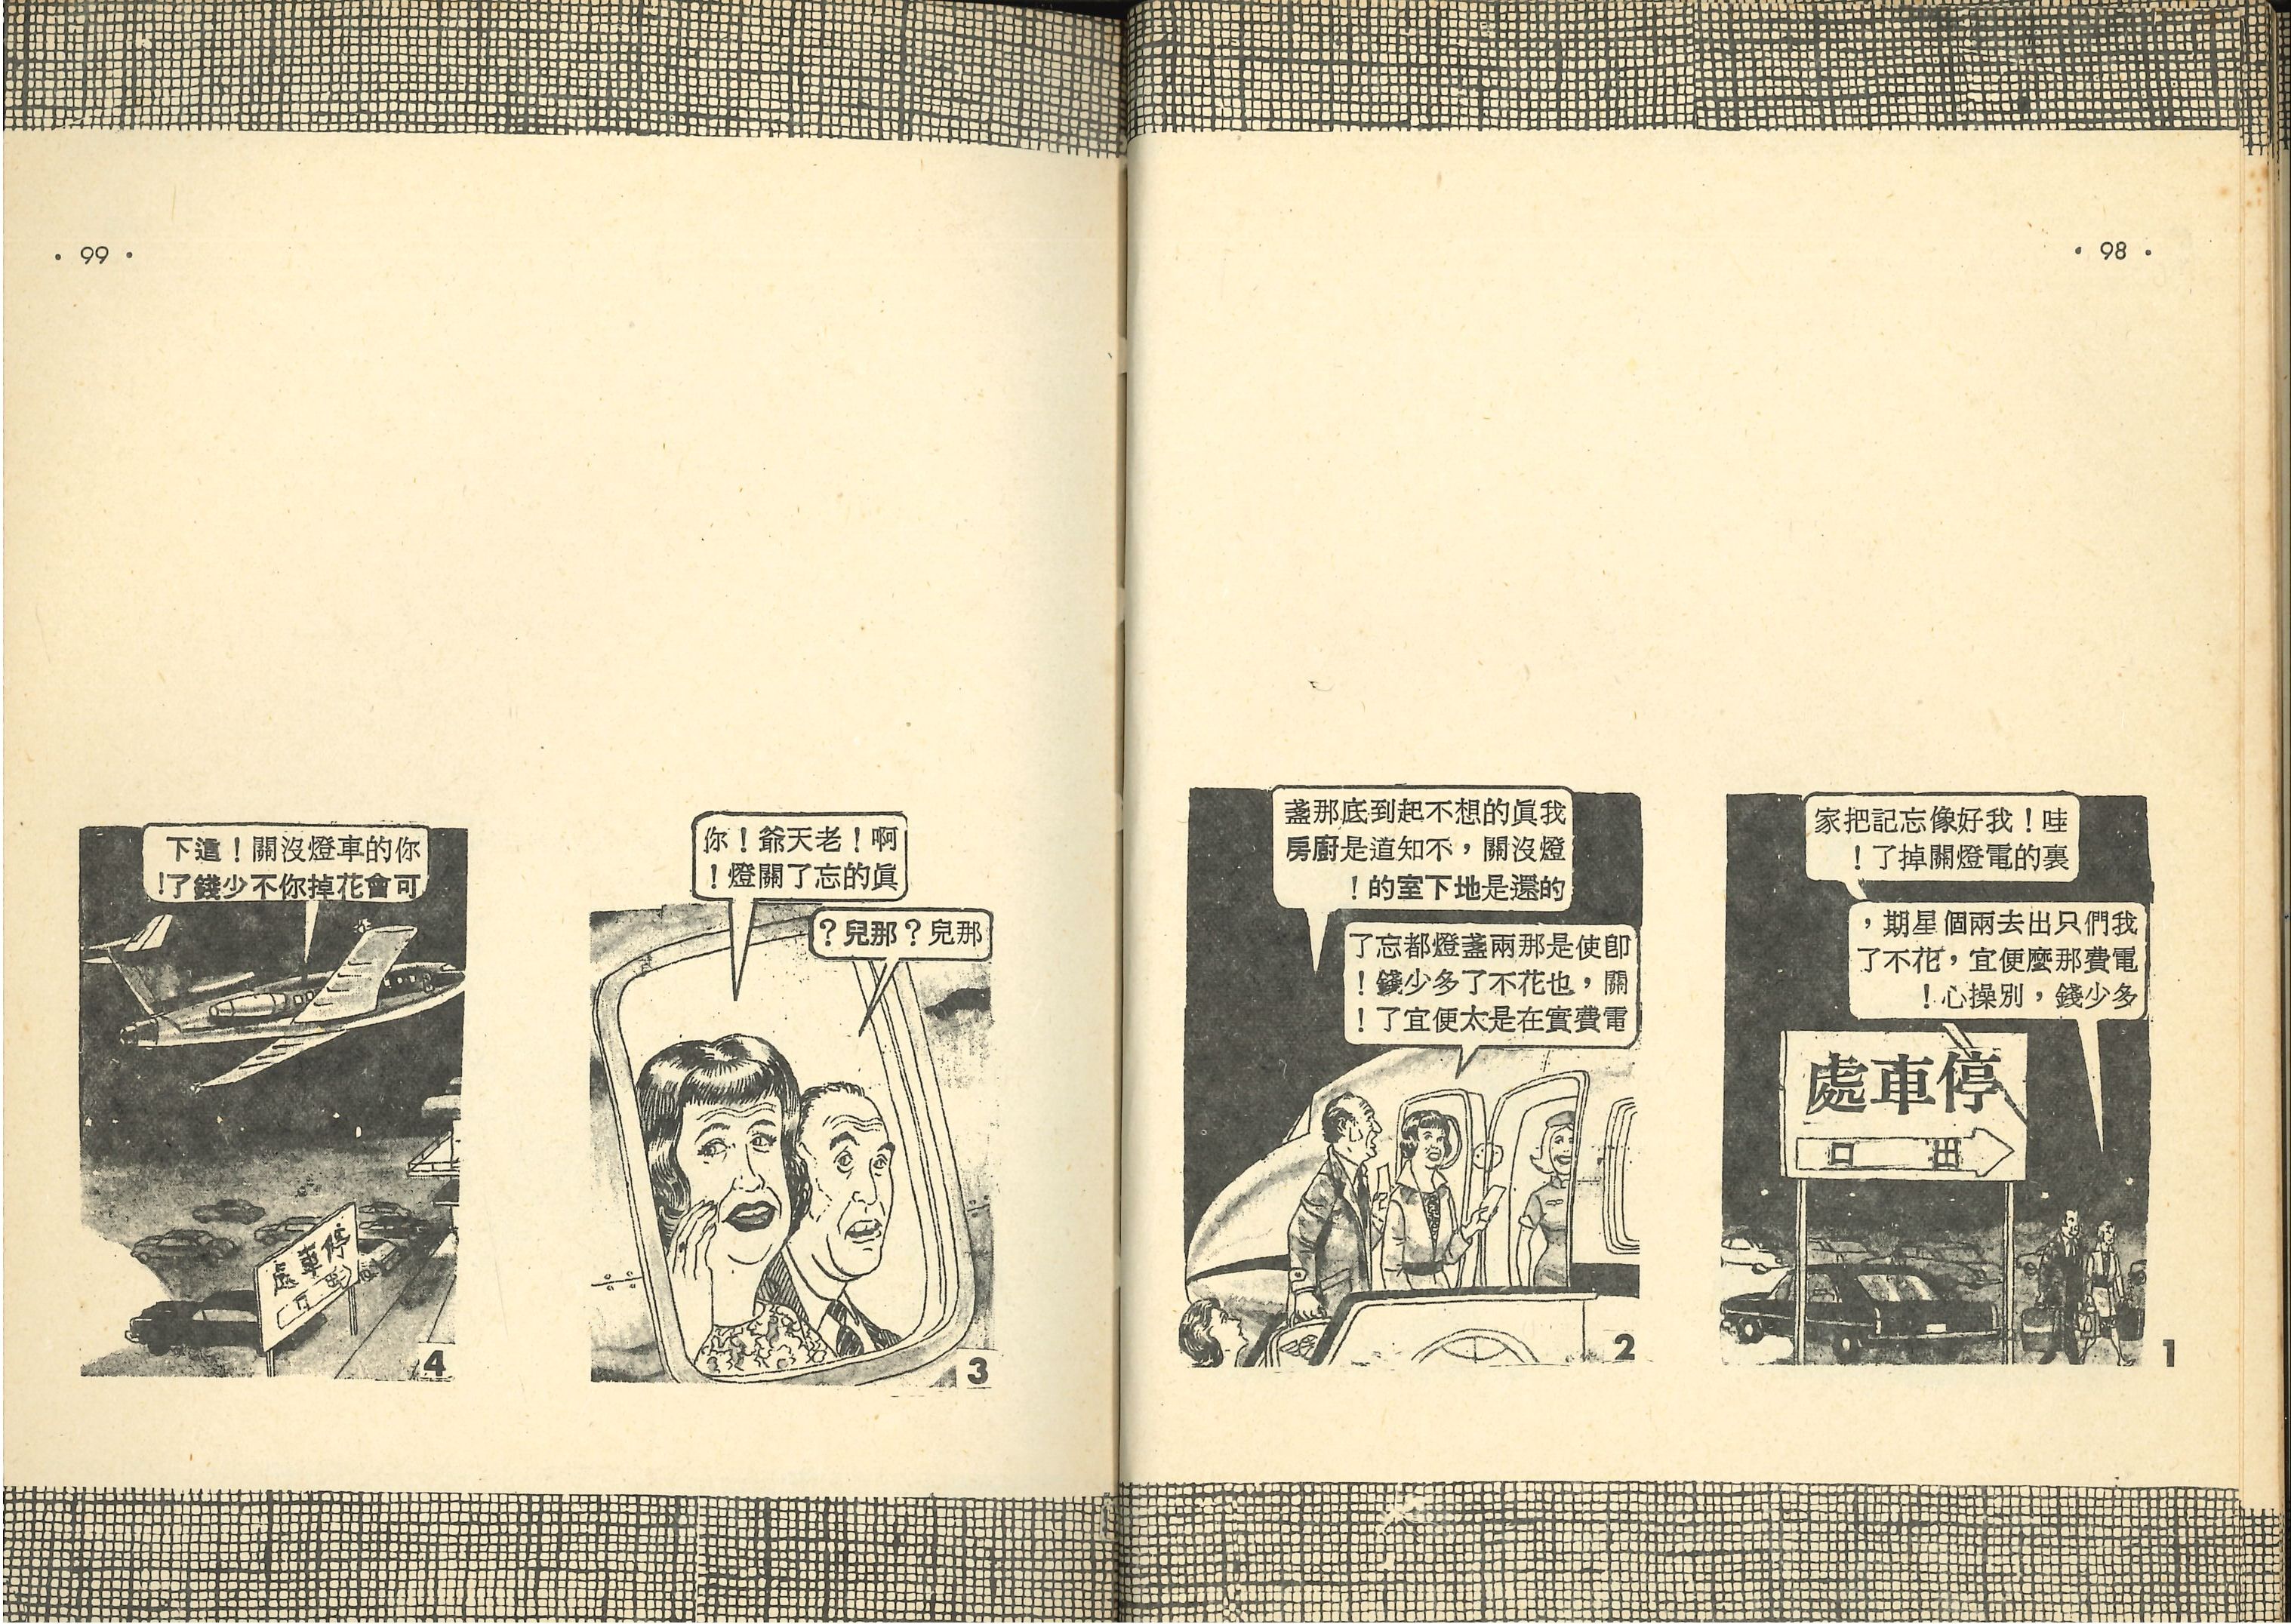 · 98 ·
哇！我好像忘記把家
裏的電燈關掉了！
我們只出去兩個星期，
電費那麼便宜，花不了
多少錢，別操心！
停車處
出口
1
我眞的想不起到底那盞
燈沒關，不知道是廚房
的還是地下室的！
卽使是那兩盞燈都忘了
關，也花不了多少錢！
電費實在是太便宜了！
2
· 99 ·
啊！老天爺！你
眞的忘了關燈！
那兒？那兒？
3
你的車燈沒關！這下
可會花掉你不少錢了！
停車處
出口
4